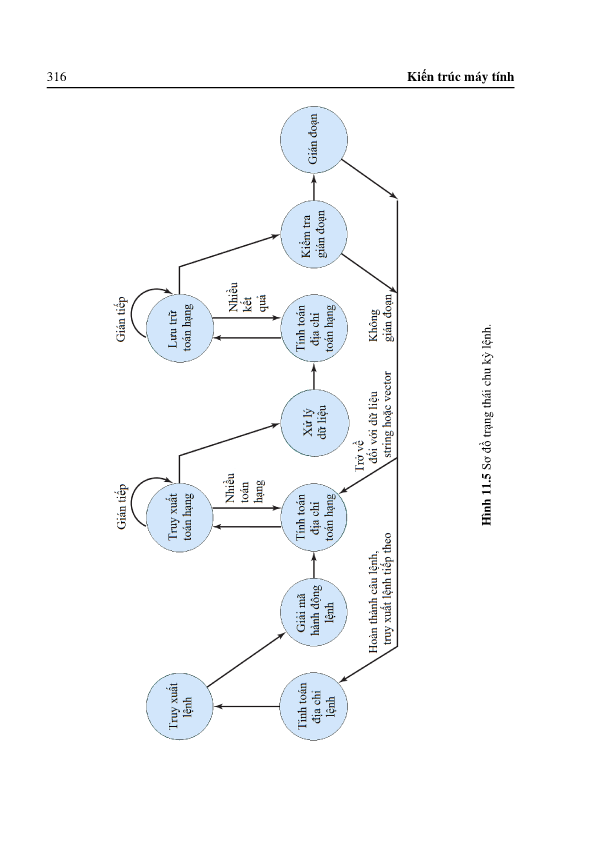 316
Kiến trúc máy tính
Gián tiếp
Gián tiếp
Truy xuất
lệnh
Truy xuất
toán hạng
Lưu trữ
toán hạng
Nhiều
toán
hạng
Nhiều
kết
quả
Tính toán
địa chỉ
lệnh
Giải mã
hành động
lệnh
Tính toán
địa chỉ
toán hạng
Xử lý
dữ liệu
Tính toán
địa chỉ
toán hạng
Kiểm tra
gián đoạn
Gián đoạn
Hoàn thành câu lệnh,
truy xuất lệnh tiếp theo
Trở về
đối với dữ liệu
string hoặc vector
Không
gián đoạn
Hình 11.5 Sơ đồ trạng thái chu kỳ lệnh.